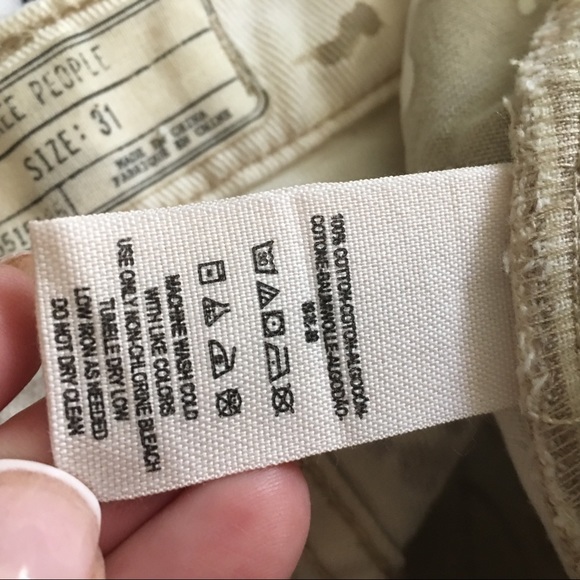 EE PEOPLE
SIZE: 31
MADE IN CHINA
FABRIQUÉ EN CHINE
100% COTTON-COTON-ALGODÓN-
COTONE-BAUMWOLLE-ALGODÃO
MACHINE WASH COLD
WITH LIKE COLORS
USE ONLY NON-CHLORINE BLEACH
TUMBLE DRY LOW
LOW IRON AS NEEDED
DO NOT DRY CLEAN